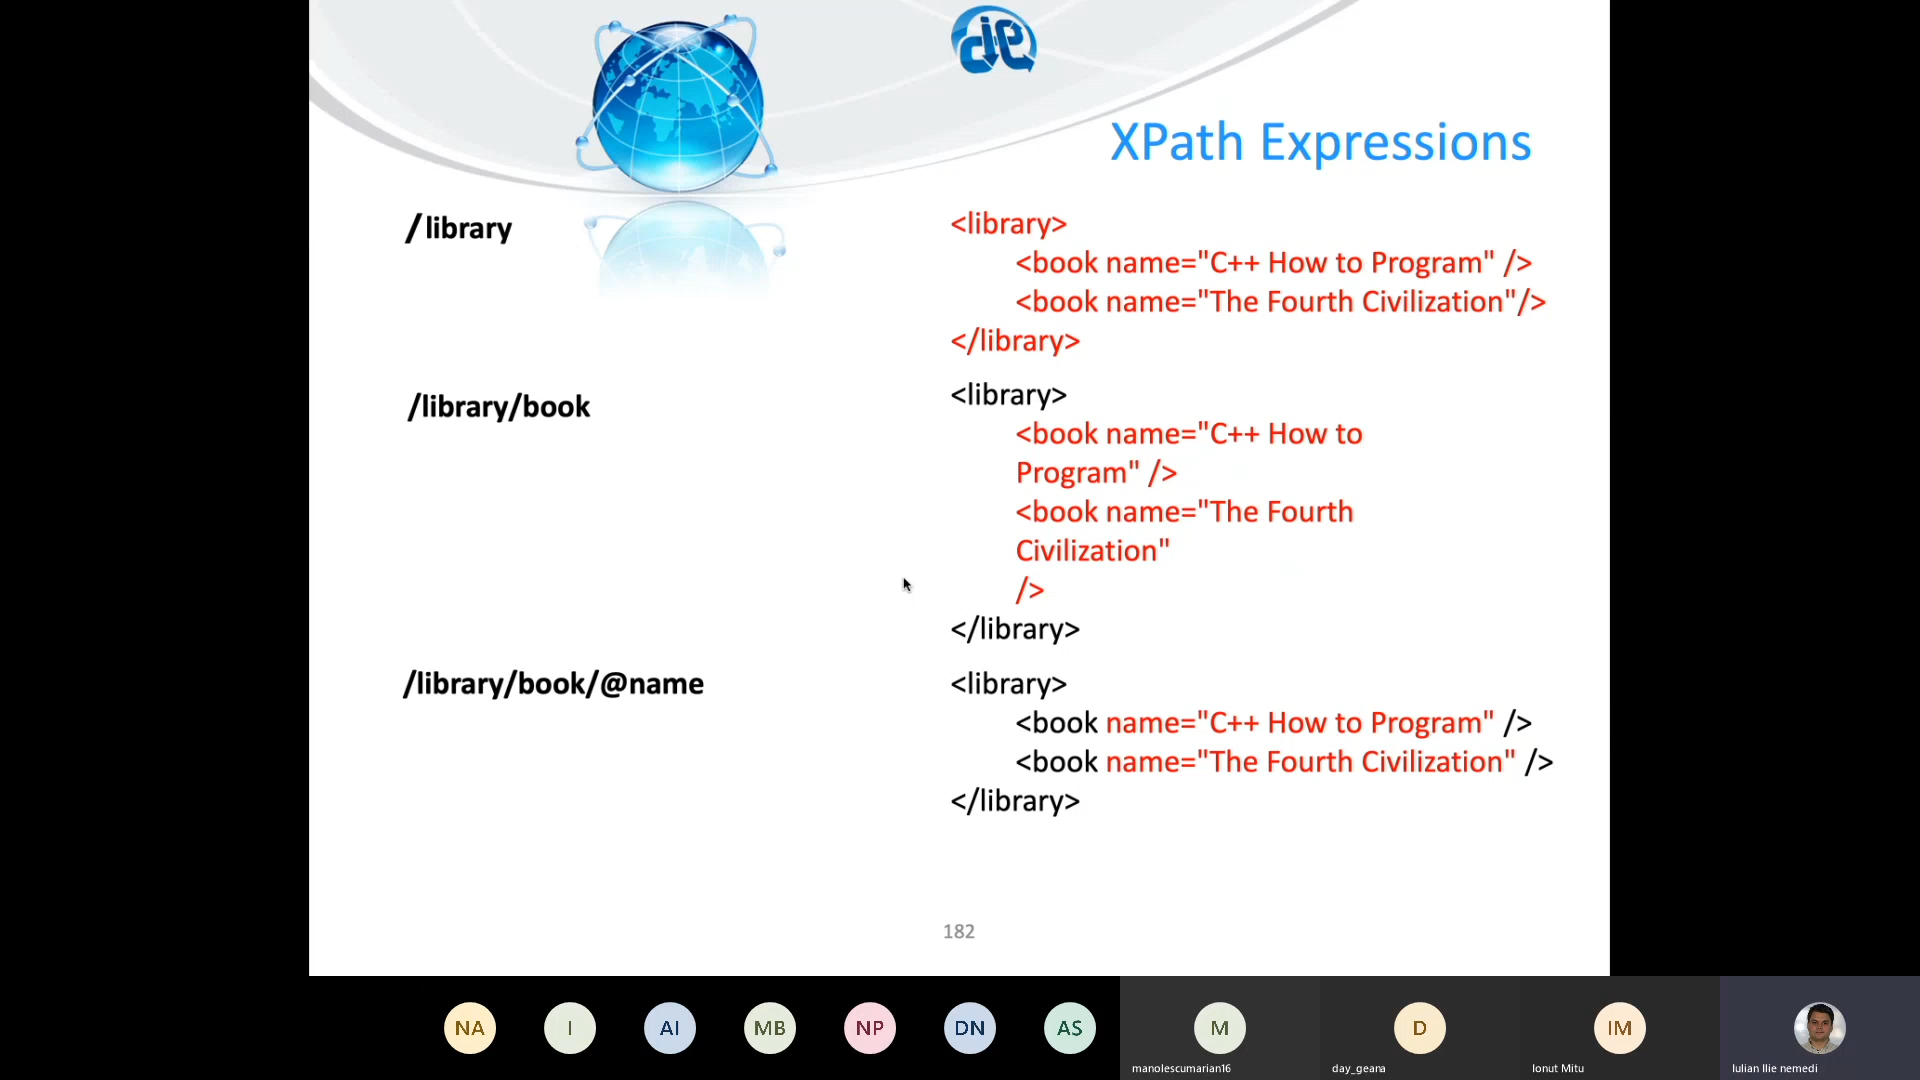 XPath Expressions
/library
<library>
<book name="C++ How to Program" />
<book name="The Fourth Civilization"/>
</library>
/library/book
<library>
<book name="C++ How to
Program" />
<book name="The Fourth
Civilization"
/>
</library>
/library/book/@name
<library>
<book name="C++ How to Program" />
<book name="The Fourth Civilization" />
</library>
182
NA
I
AI
MB
NP
DN
AS
M
D
IM
manolescumarian16
day_geana
Ionut Mitu
Iulian Ilie nemedi